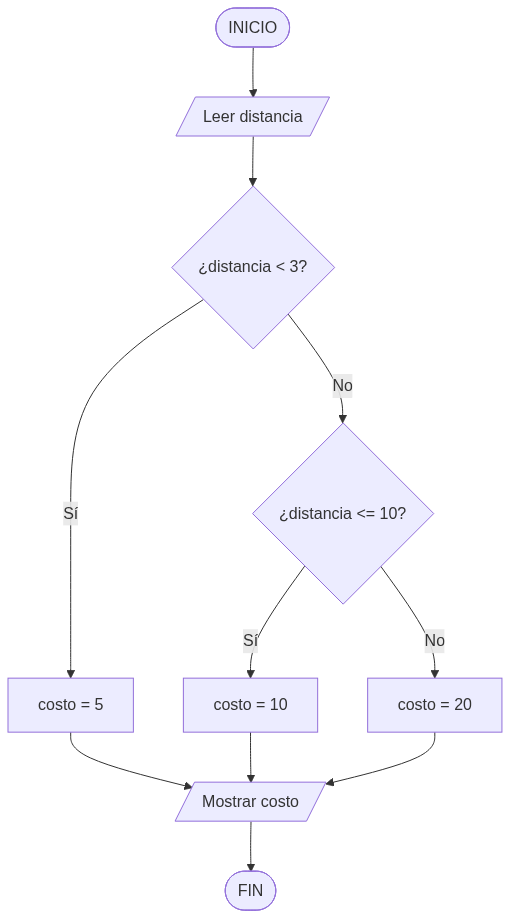 INICIO
Leer distancia
¿distancia < 3?
No
¿distancia <= 10?
Sí
Sí
No
costo = 5
costo = 10
costo = 20
Mostrar costo
FIN